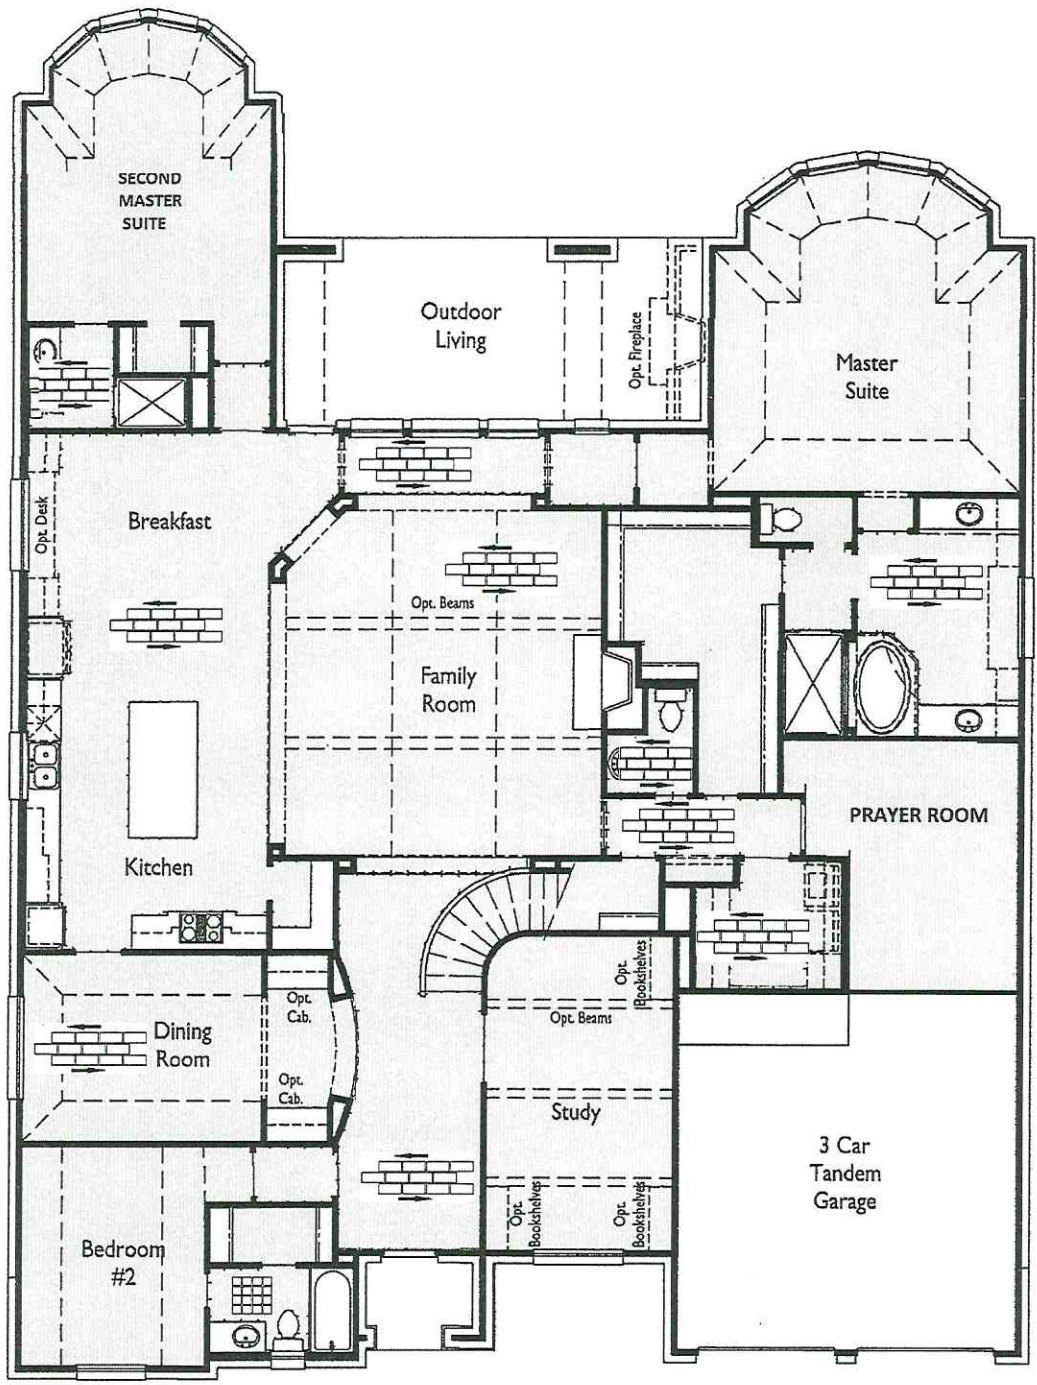 SECOND
MASTER
SUITE
Outdoor
Living
Opt. Fireplace
Master
Suite
Opt. Desk
Breakfast
Opt. Beams
Family
Room
PRAYER ROOM
Kitchen
Opt.
Bookshelves
Opt.
Cab.
Opt. Beams
Dining
Room
Opt.
Cab.
Study
3 Car
Tandem
Garage
Opt.
Bookshelves
Opt.
Bookshelves
Bedroom
#2